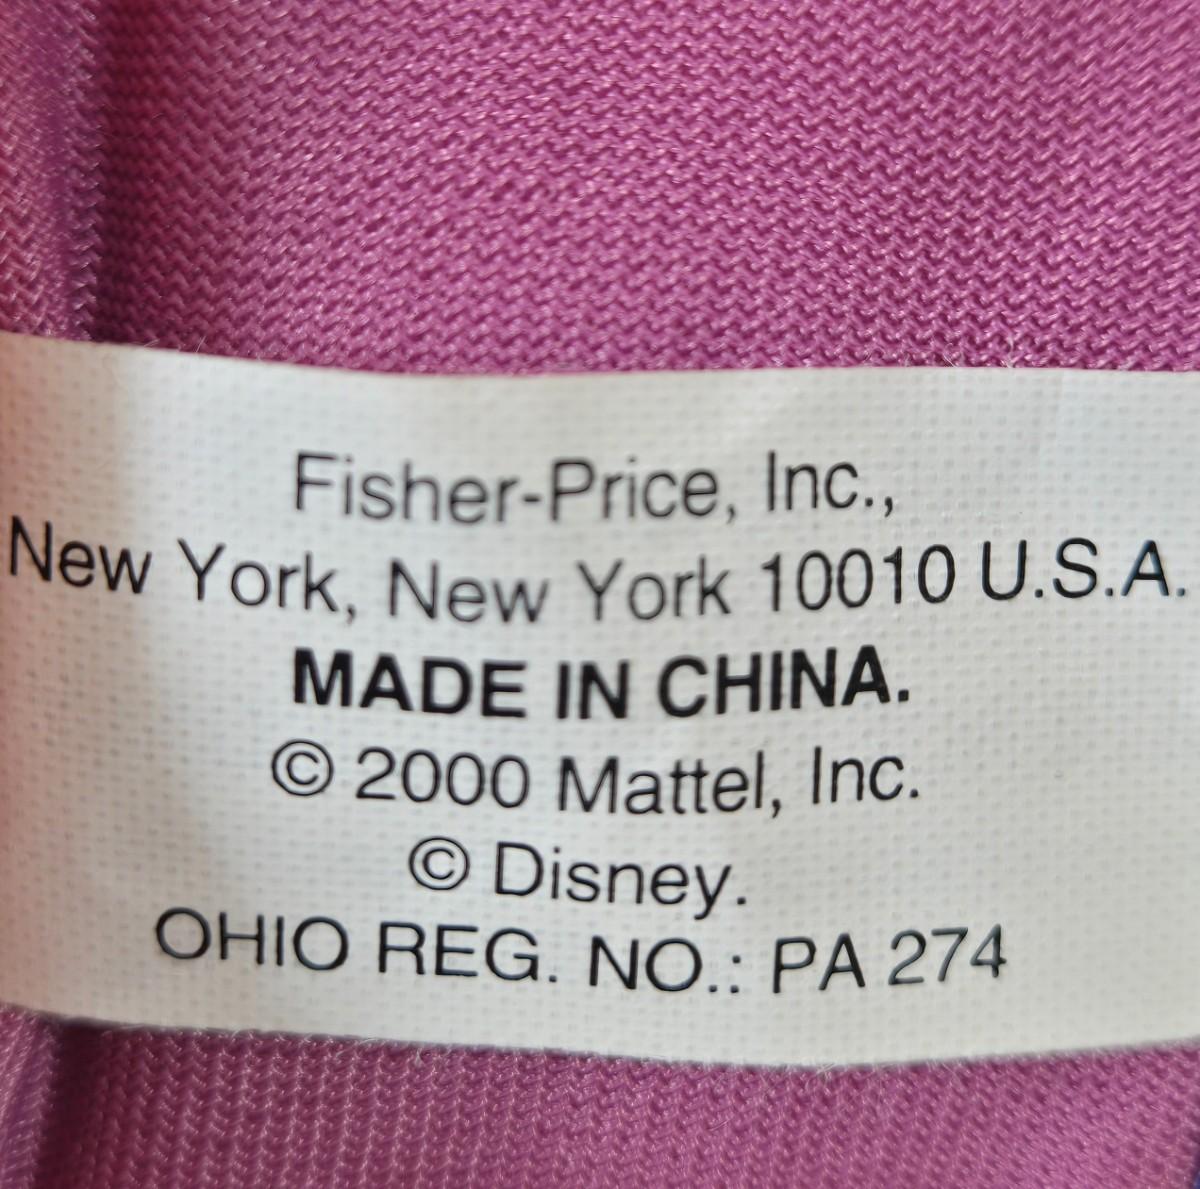 Fisher-Price, Inc.,
New York, New York 10010 U.S.A.
MADE IN CHINA.
© 2000 Mattel, Inc.
© Disney.
OHIO REG. NO.: PA 274